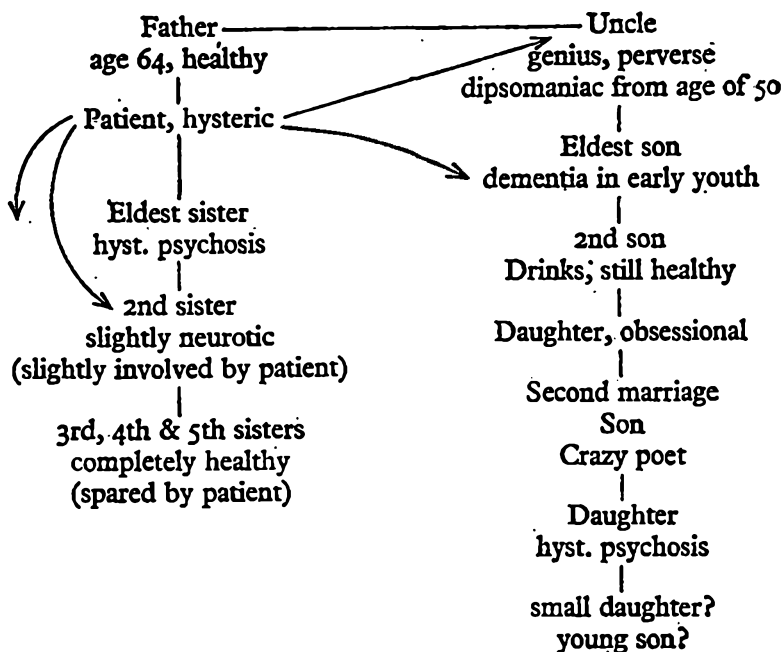 Father
age 64, healthy
Patient, hysteric
Eldest sister
hyst. psychosis
2nd sister
slightly neurotic
(slightly involved by patient)
3rd, 4th & 5th sisters
completely healthy
(spared by patient)
Uncle
genius, perverse
dipsomaniac from age of 50
Eldest son
dementia in early youth
2nd son
Drinks; still healthy
Daughter, obsessional
Second marriage
Son
Crazy poet
Daughter
hyst. psychosis
small daughter?
young son?